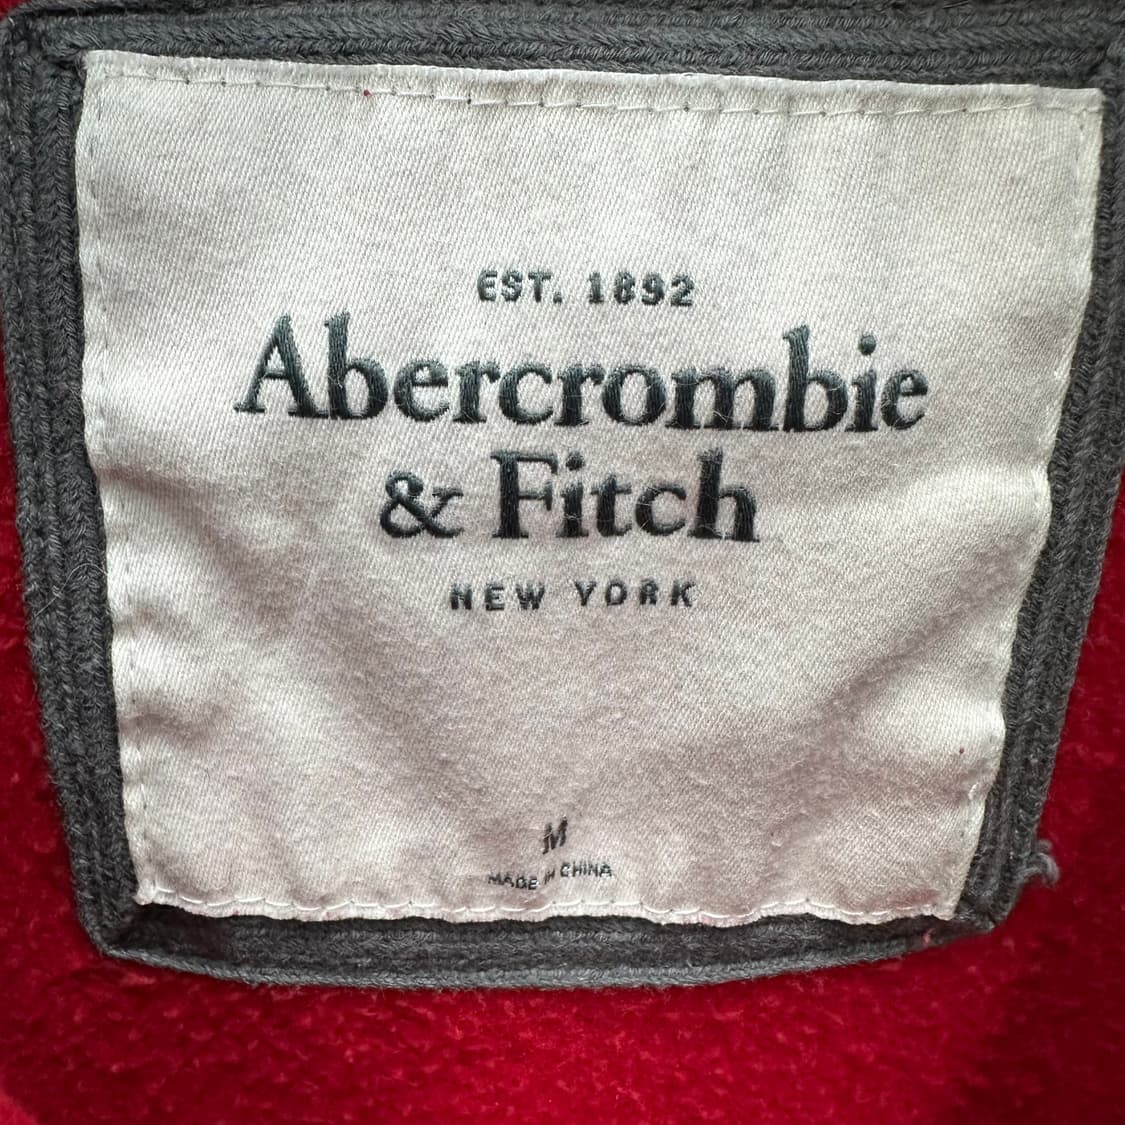 EST. 1892
Abercrombie
& Fitch
NEW YORK
M
MADE IN CHINA